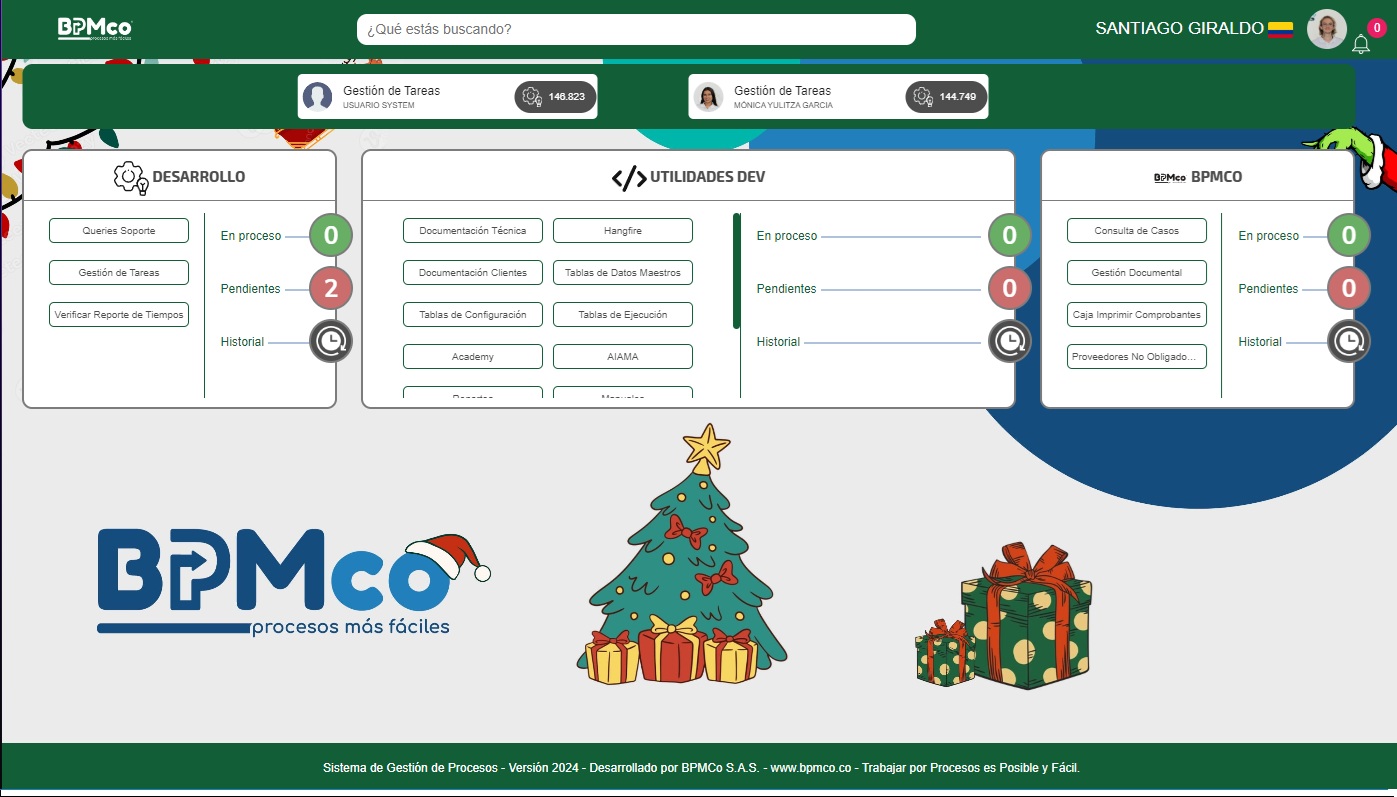 BPMco
procesos más fáciles
¿Qué estás buscando?
SANTIAGO GIRALDO
0
Gestión de Tareas
USUARIO SYSTEM
146.823
Gestión de Tareas
MÓNICA YULITZA GARCIA
144.749
DESARROLLO
Queries Soporte
Gestión de Tareas
Verificar Reporte de Tiempos
En proceso
0
Pendientes
2
Historial
</> UTILIDADES DEV
Documentación Técnica
Hangfire
Documentación Clientes
Tablas de Datos Maestros
Tablas de Configuración
Tablas de Ejecución
Academy
AIAMA
Reportes
Manuales
En proceso
0
Pendientes
0
Historial
BPMco BPMCO
Consulta de Casos
Gestión Documental
Caja Imprimir Comprobantes
Proveedores No Obligado...
En proceso
0
Pendientes
0
Historial
BPMco
procesos más fáciles
Sistema de Gestión de Procesos - Versión 2024 - Desarrollado por BPMCo S.A.S. - www.bpmco.co - Trabajar por Procesos es Posible y Fácil.